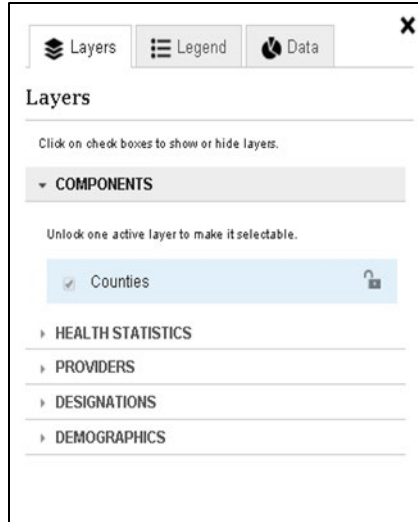 Layers Legend Data
Layers
Click on check boxes to show or hide layers.
COMPONENTS
Unlock one active layer to make it selectable.
Counties
HEALTH STATISTICS
PROVIDERS
DESIGNATIONS
DEMOGRAPHICS